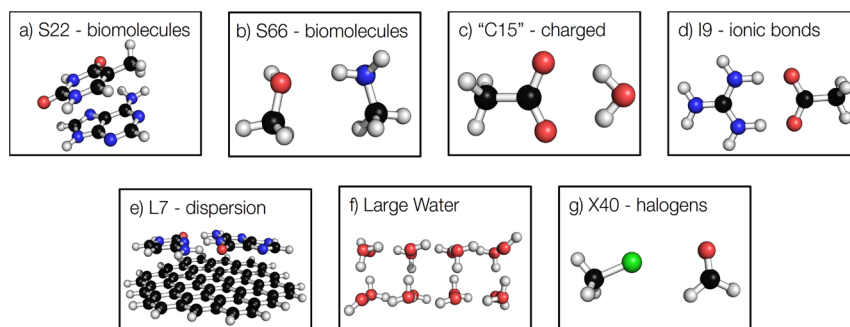 a) S22 - biomolecules
b) S66 - biomolecules
c) “C15” - charged
d) I9 - ionic bonds
e) L7 - dispersion
f) Large Water
g) X40 - halogens